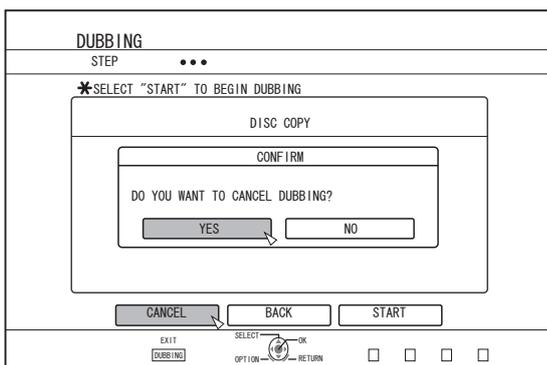 DUBBING
STEP •••
*SELECT "START" TO BEGIN DUBBING
DISC COPY
CONFIRM
DO YOU WANT TO CANCEL DUBBING?
YES NO
CANCEL BACK START
EXIT
DUBBING
SELECT OK
OPTION RETURN